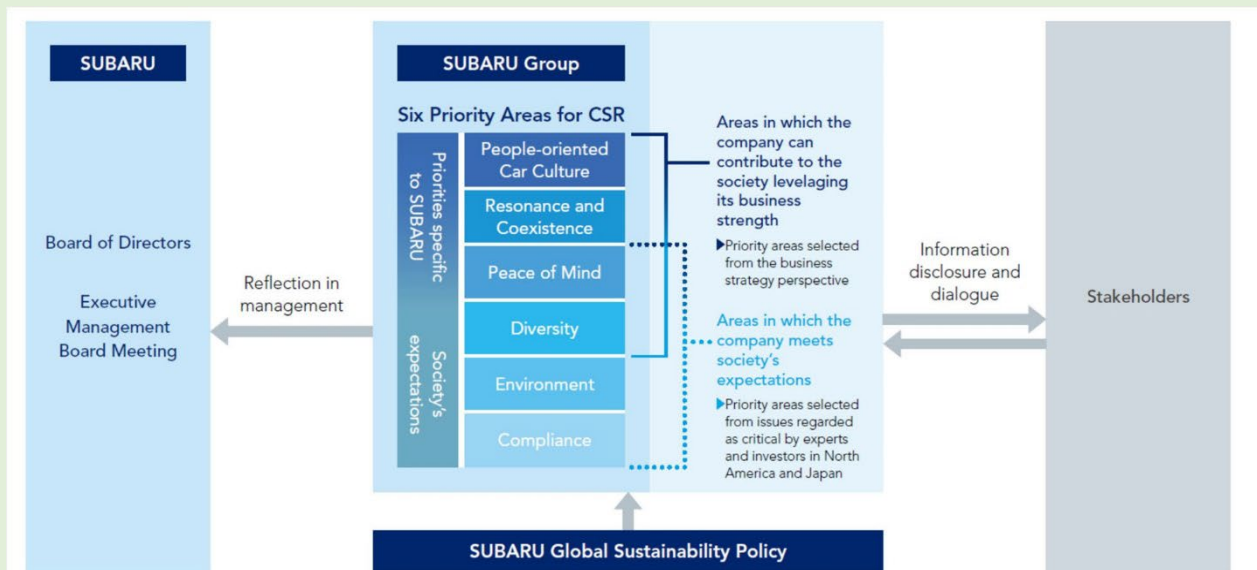 SUBARU
Board of Directors
Executive
Management
Board Meeting
Reflection in
management
SUBARU Group
Six Priority Areas for CSR
Priorities specific
to SUBARU
Society's
expectations
People-oriented
Car Culture
Resonance and
Coexistence
Peace of Mind
Diversity
Environment
Compliance
Areas in which the
company can
contribute to the
society levelaging
its business
strength
▶Priority areas selected
from the business
strategy perspective
Areas in which the
company meets
society's
expectations
▶Priority areas selected
from issues regarded
as critical by experts
and investors in North
America and Japan
Information
disclosure and
dialogue
Stakeholders
SUBARU Global Sustainability Policy